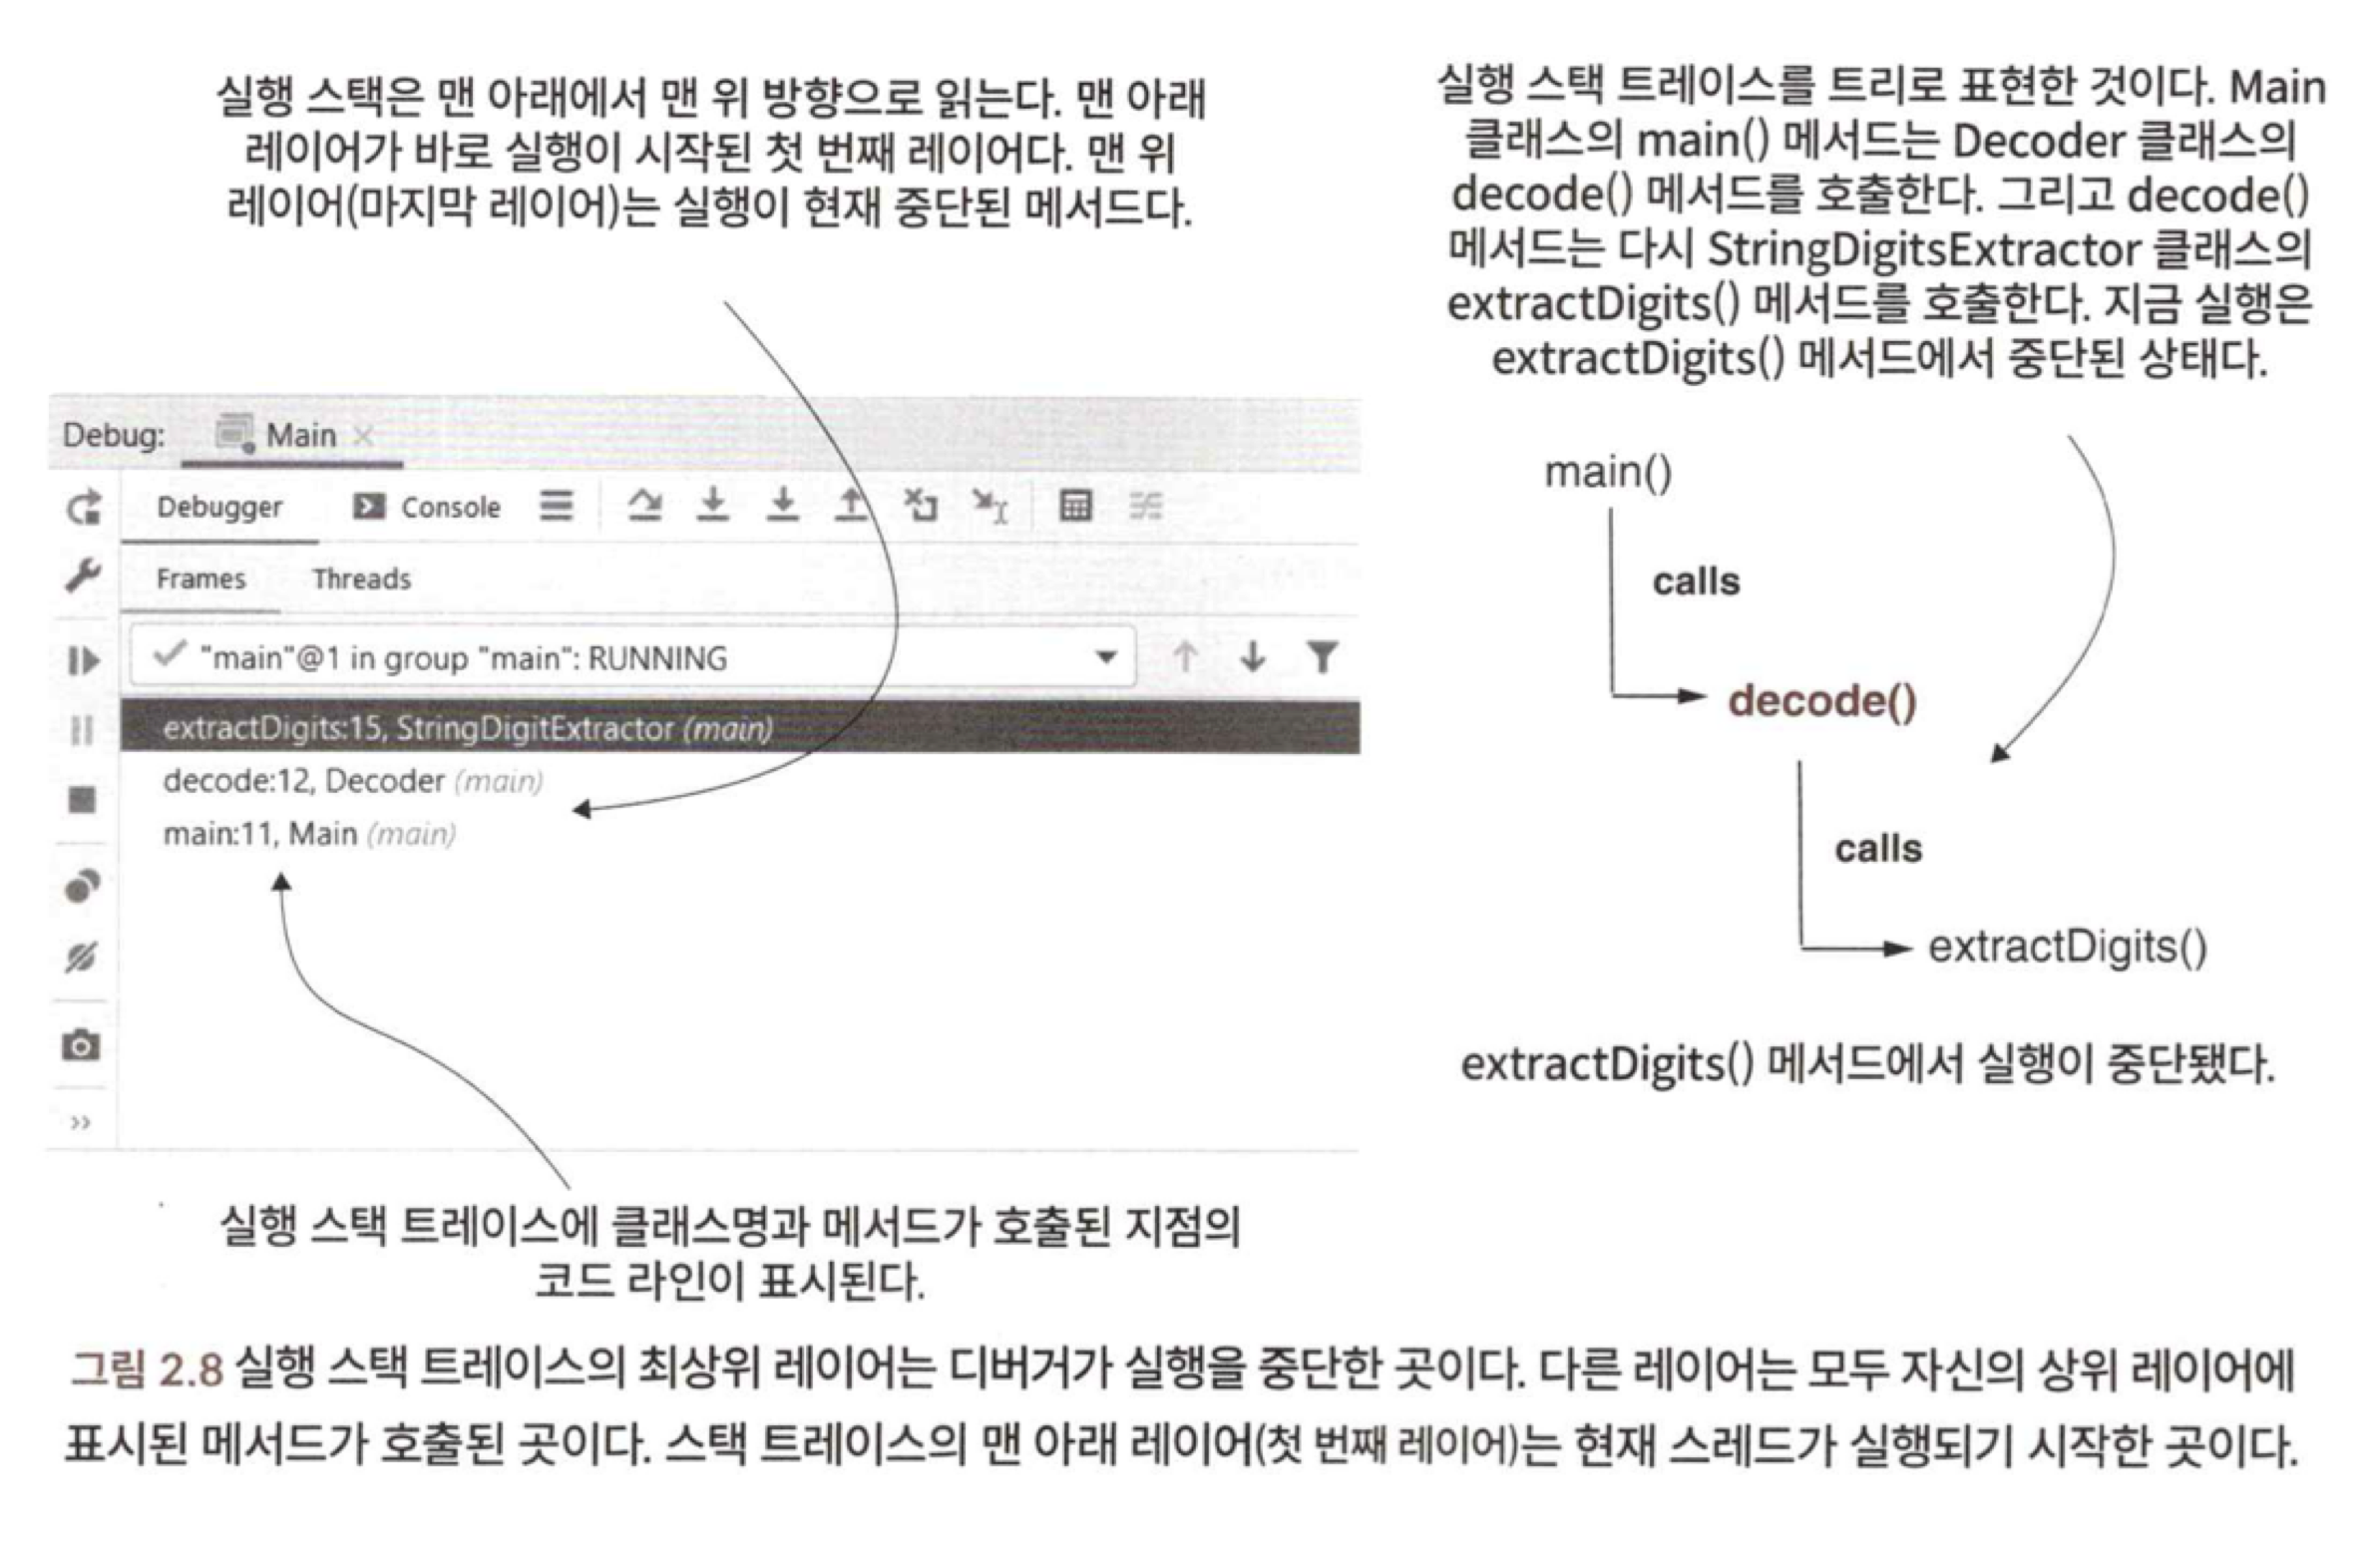 실행 스택은 맨 아래에서 맨 위 방향으로 읽는다. 맨 아래
레이어가 바로 실행이 시작된 첫 번째 레이어다. 맨 위
레이어(마지막 레이어)는 실행이 현재 중단된 메서드다.
실행 스택 트레이스를 트리로 표현한 것이다. Main
클래스의 main() 메서드는 Decoder 클래스의
decode() 메서드를 호출한다. 그리고 decode()
메서드는 다시 StringDigitsExtractor 클래스의
extractDigits() 메서드를 호출한다. 지금 실행은
extractDigits() 메서드에서 중단된 상태다.
Debug: Main
Debugger Console
Frames Threads
"main"@1 in group "main": RUNNING
extractDigits:15, StringDigitExtractor (main)
decode:12, Decoder (main)
main:11, Main (main)
main()
calls
decode()
calls
extractDigits()
extractDigits() 메서드에서 실행이 중단됐다.
실행 스택 트레이스에 클래스명과 메서드가 호출된 지점의
코드 라인이 표시된다.
그림 2.8 실행 스택 트레이스의 최상위 레이어는 디버거가 실행을 중단한 곳이다. 다른 레이어는 모두 자신의 상위 레이어에
표시된 메서드가 호출된 곳이다. 스택 트레이스의 맨 아래 레이어(첫 번째 레이어)는 현재 스레드가 실행되기 시작한 곳이다.